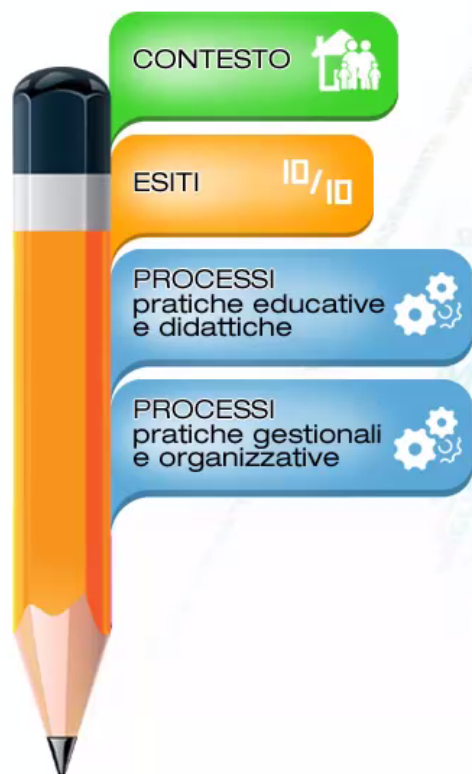 CONTESTO
ESITI
10/10
PROCESSI
pratiche educative
e didattiche
PROCESSI
pratiche gestionali
e organizzative